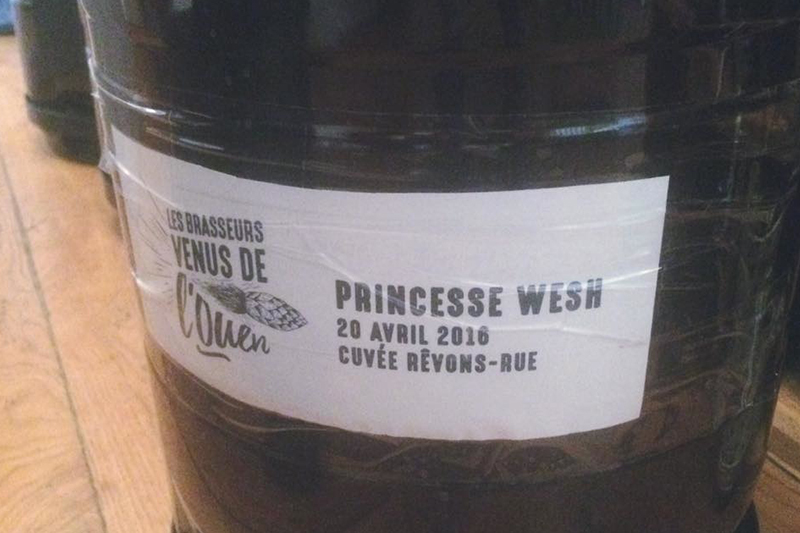 LES BRASSEURS
VENUS DE
l'Ouen
PRINCESSE WESH
20 AVRIL 2016
CUVÉE RÊVONS-RUE